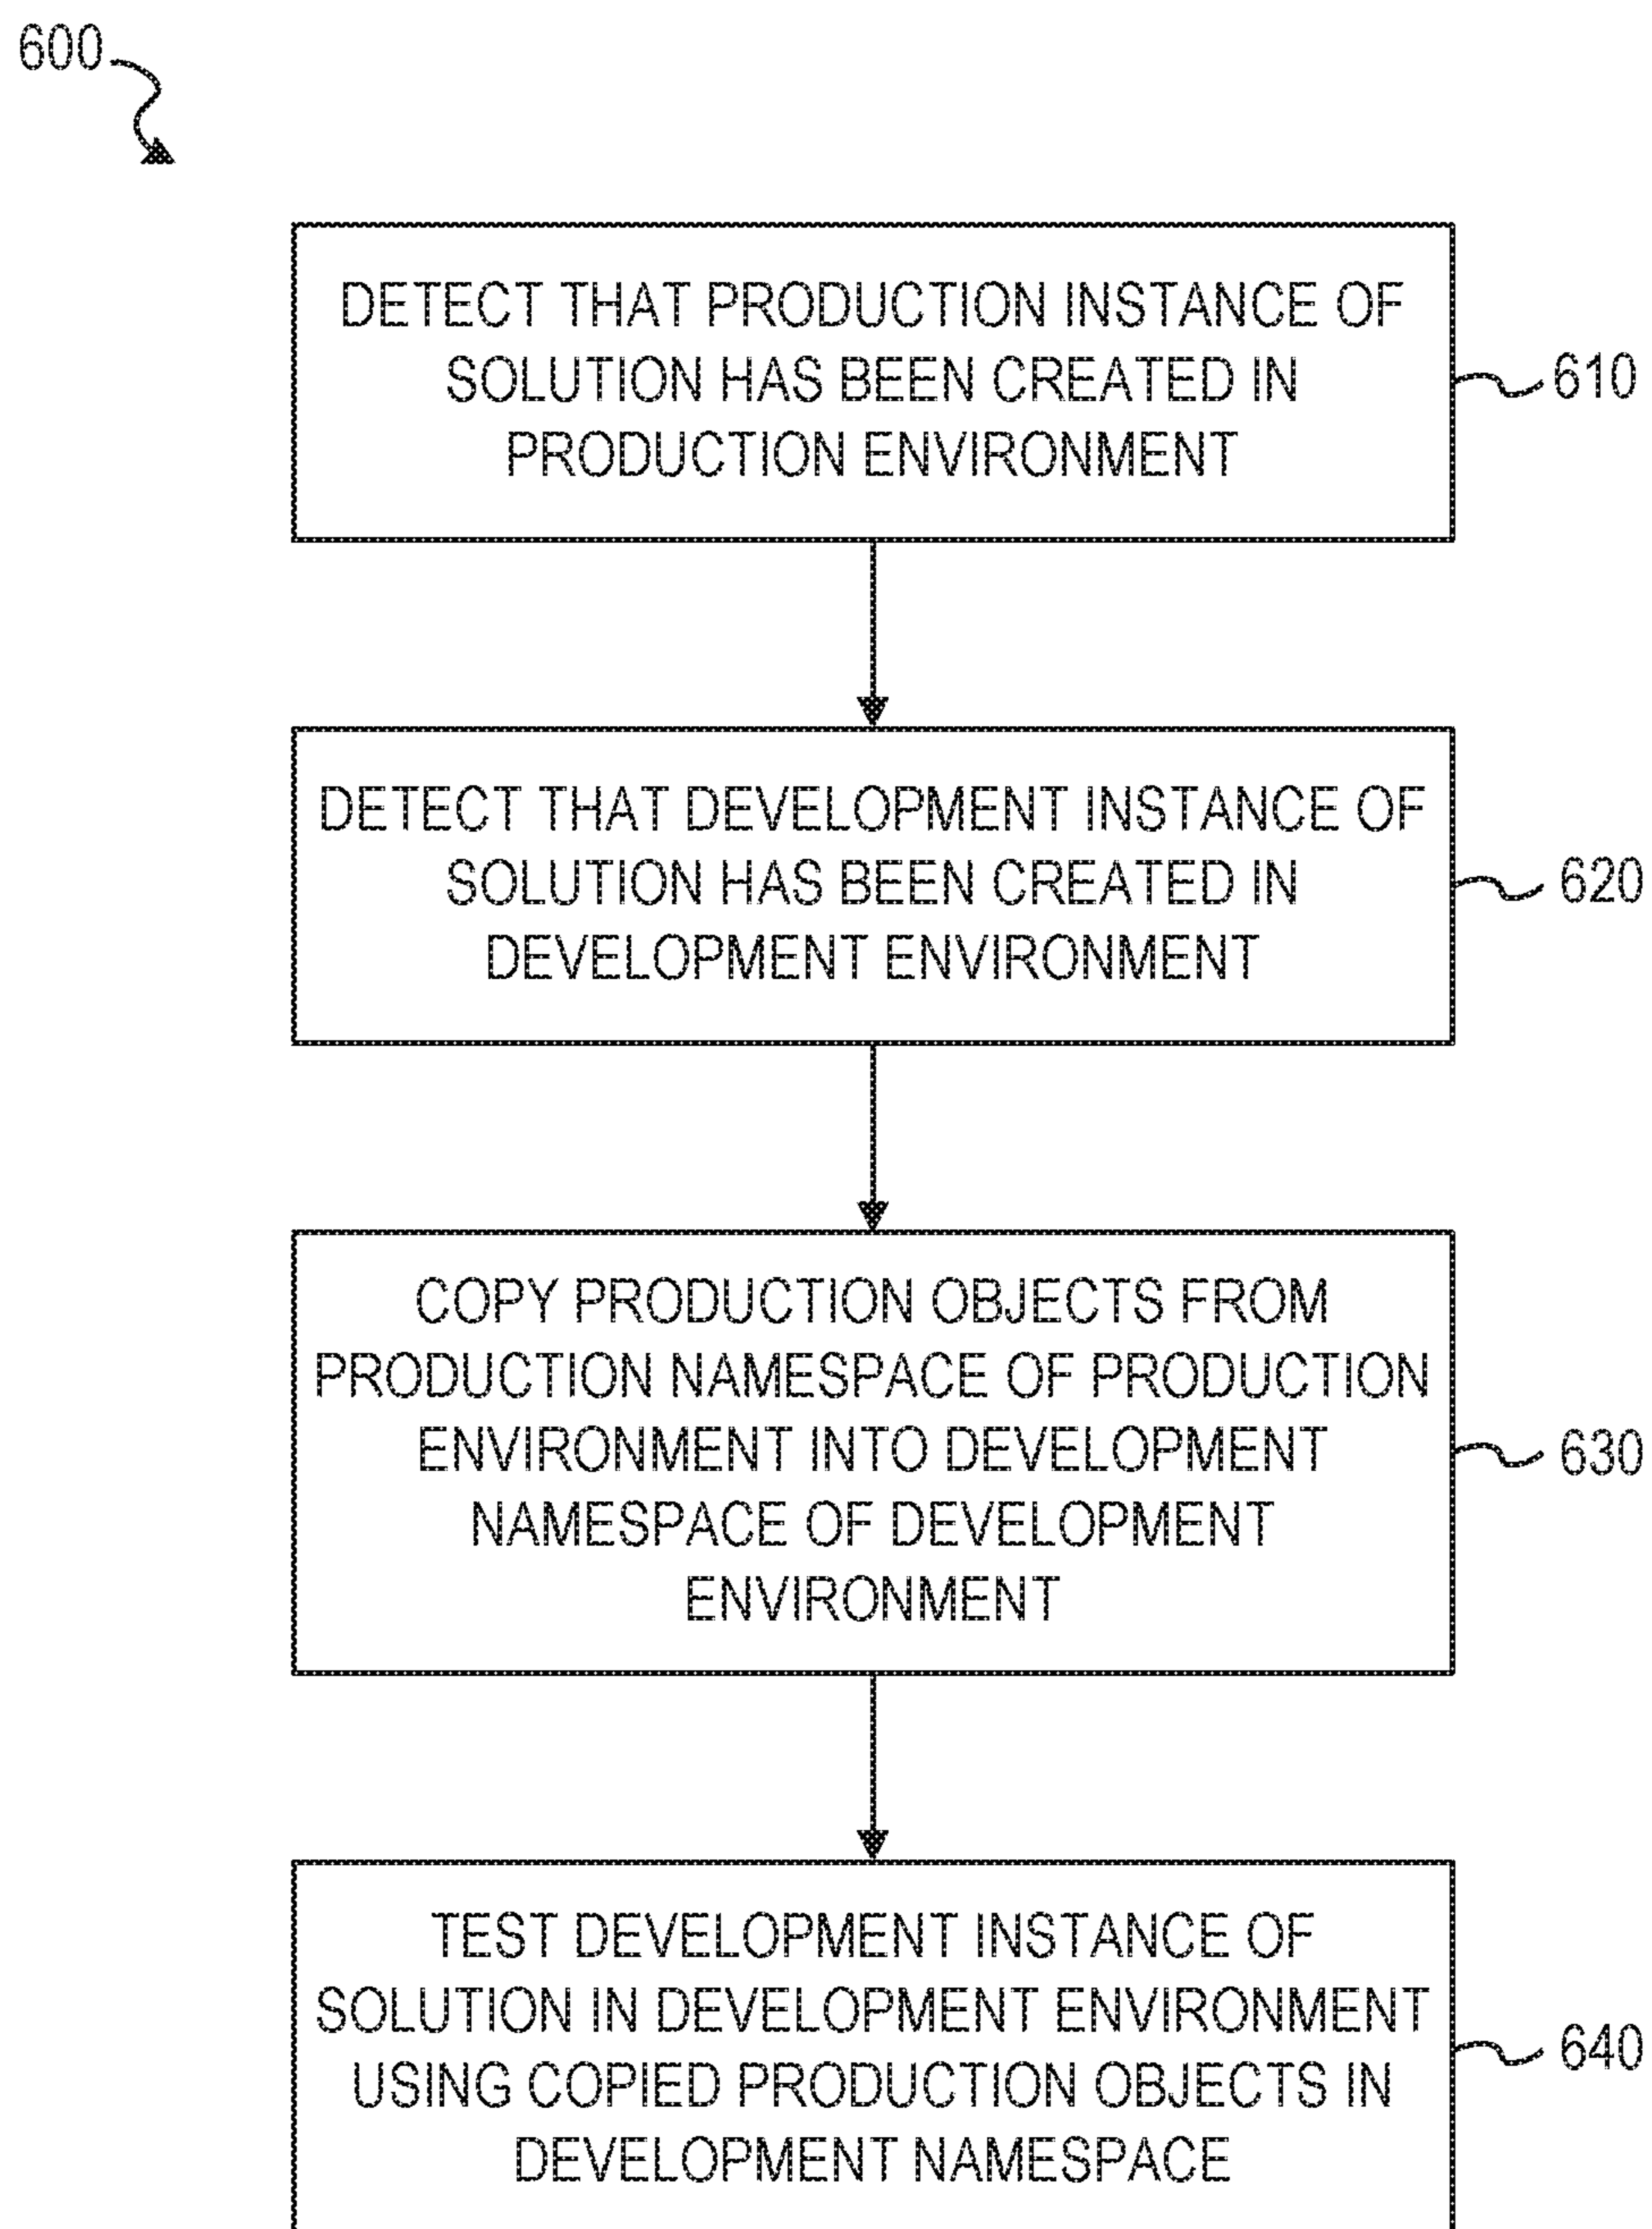 600
DETECT THAT PRODUCTION INSTANCE OF
SOLUTION HAS BEEN CREATED IN
PRODUCTION ENVIRONMENT
610
DETECT THAT DEVELOPMENT INSTANCE OF
SOLUTION HAS BEEN CREATED IN
DEVELOPMENT ENVIRONMENT
620
COPY PRODUCTION OBJECTS FROM
PRODUCTION NAMESPACE OF PRODUCTION
ENVIRONMENT INTO DEVELOPMENT
NAMESPACE OF DEVELOPMENT
ENVIRONMENT
630
TEST DEVELOPMENT INSTANCE OF
SOLUTION IN DEVELOPMENT ENVIRONMENT
USING COPIED PRODUCTION OBJECTS IN
DEVELOPMENT NAMESPACE
640